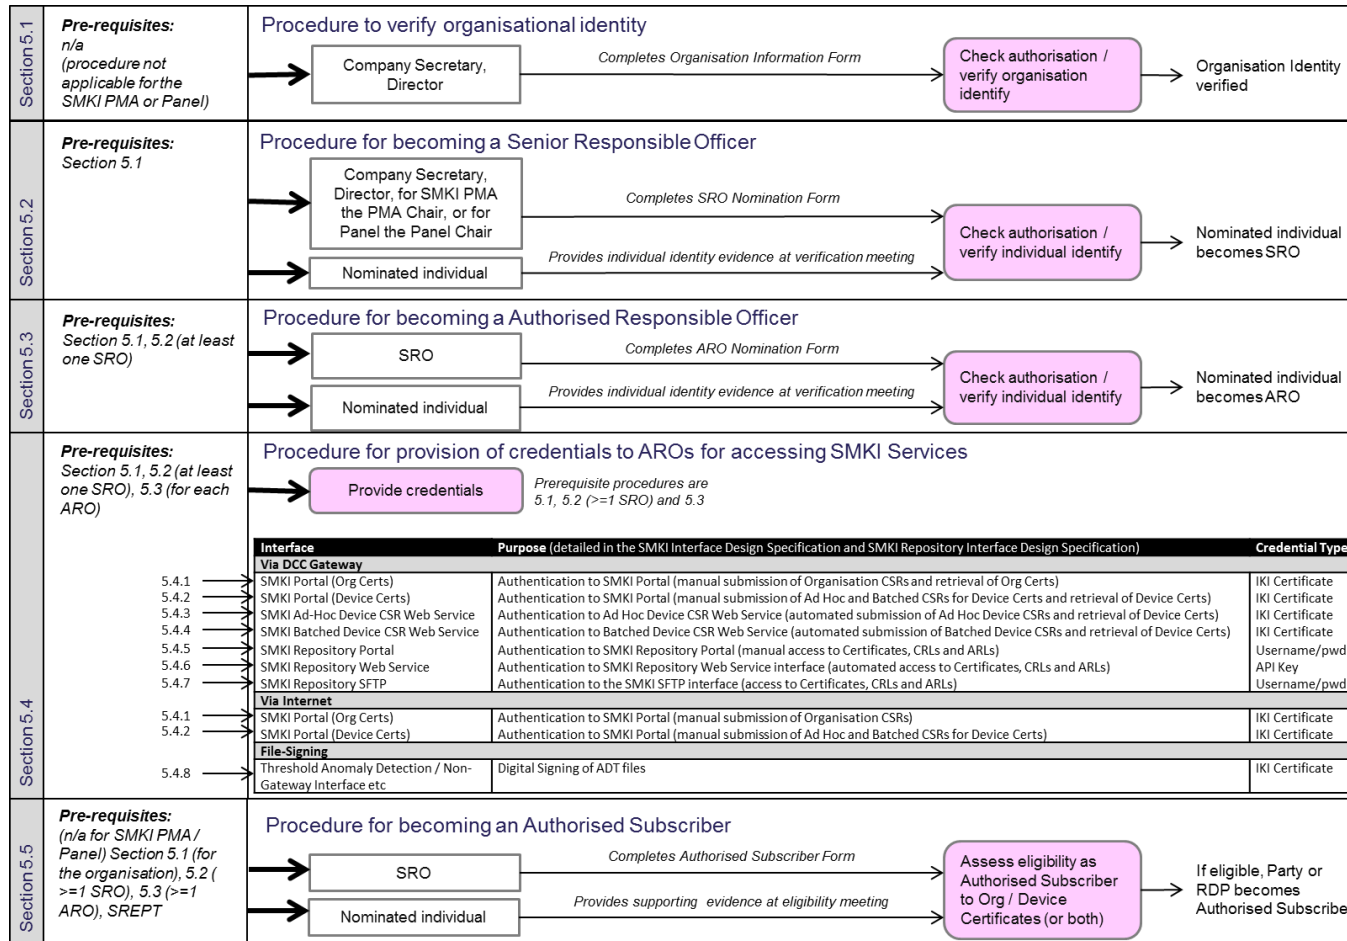 Section 5.1
Pre-requisites:
n/a
(procedure not
applicable for the
SMKI PMA or Panel)
Procedure to verify organisational identity
Company Secretary,
Director
Completes Organisation Information Form
Check authorisation /
verify organisation
identify
Organisation Identity
verified
Section 5.2
Pre-requisites:
Section 5.1
Procedure for becoming a Senior Responsible Officer
Company Secretary,
Director, for SMKI PMA
the PMA Chair, or for
Panel the Panel Chair
Completes SRO Nomination Form
Nominated individual
Provides individual identity evidence at verification meeting
Check authorisation /
verify individual identify
Nominated individual
becomes SRO
Section 5.3
Pre-requisites:
Section 5.1, 5.2 (at least
one SRO)
Procedure for becoming a Authorised Responsible Officer
SRO
Completes ARO Nomination Form
Nominated individual
Provides individual identity evidence at verification meeting
Check authorisation /
verify individual identify
Nominated individual
becomes ARO
Section 5.4
Pre-requisites:
Section 5.1, 5.2 (at least
one SRO), 5.3 (for each
ARO)
Procedure for provision of credentials to AROs for accessing SMKI Services
Provide credentials
Prerequisite procedures are
5.1, 5.2 (>=1 SRO) and 5.3
Interface Purpose (detailed in the SMKI Interface Design Specification and SMKI Repository Interface Design Specification) Credential Type
Via DCC Gateway
5.4.1 SMKI Portal (Org Certs) Authentication to SMKI Portal (manual submission of Organisation CSRs and retrieval of Org Certs) IKI Certificate
5.4.2 SMKI Portal (Device Certs) Authentication to SMKI Portal (manual submission of Ad Hoc and Batched CSRs for Device Certs and retrieval of Device Certs) IKI Certificate
5.4.3 SMKI Ad-Hoc Device CSR Web Service Authentication to Ad Hoc Device CSR Web Service (automated submission of Ad Hoc Device CSRs and retrieval of Device Certs) IKI Certificate
5.4.4 SMKI Batched Device CSR Web Service Authentication to Batched Device CSR Web Service (automated submission of Batched Device CSRs and retrieval of Device Certs) IKI Certificate
5.4.5 SMKI Repository Portal Authentication to SMKI Repository Portal (manual access to Certificates, CRLs and ARLs) Username/pwd
5.4.6 SMKI Repository Web Service Authentication to SMKI Repository Web Service interface (automated access to Certificates, CRLs and ARLs) API Key
5.4.7 SMKI Repository SFTP Authentication to the SMKI SFTP interface (access to Certificates, CRLs and ARLs) Username/pwd
Via Internet
5.4.1 SMKI Portal (Org Certs) Authentication to SMKI Portal (manual submission of Organisation CSRs) IKI Certificate
5.4.2 SMKI Portal (Device Certs) Authentication to SMKI Portal (manual submission of Ad Hoc and Batched CSRs for Device Certs) IKI Certificate
File-Signing
5.4.8 Threshold Anomaly Detection / Non- Digital Signing of ADT files IKI Certificate
Gateway Interface etc
Section 5.5
Pre-requisites:
(n/a for SMKI PMA /
Panel) Section 5.1 (for
the organisation), 5.2 (
>=1 SRO), 5.3 (>=1
ARO), SREPT
Procedure for becoming an Authorised Subscriber
SRO
Completes Authorised Subscriber Form
Nominated individual
Provides supporting evidence at eligibility meeting
Assess eligibility as
Authorised Subscriber
to Org / Device
Certificates (or both)
If eligible, Party or
RDP becomes
Authorised Subscribe